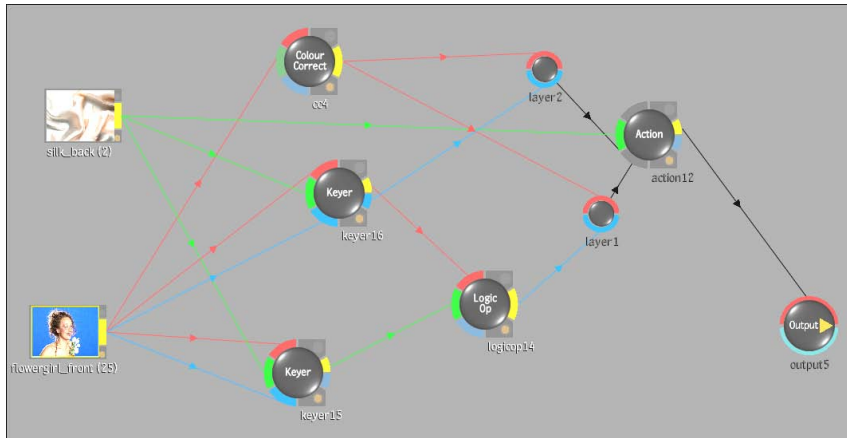 Colour
Correct
cc4
layer2
silk_back (2)
Action
action12
Keyer
keyer16
layer1
Logic
Op
logicop14
Output
output5
flowergirl_front (25)
Keyer
keyer15